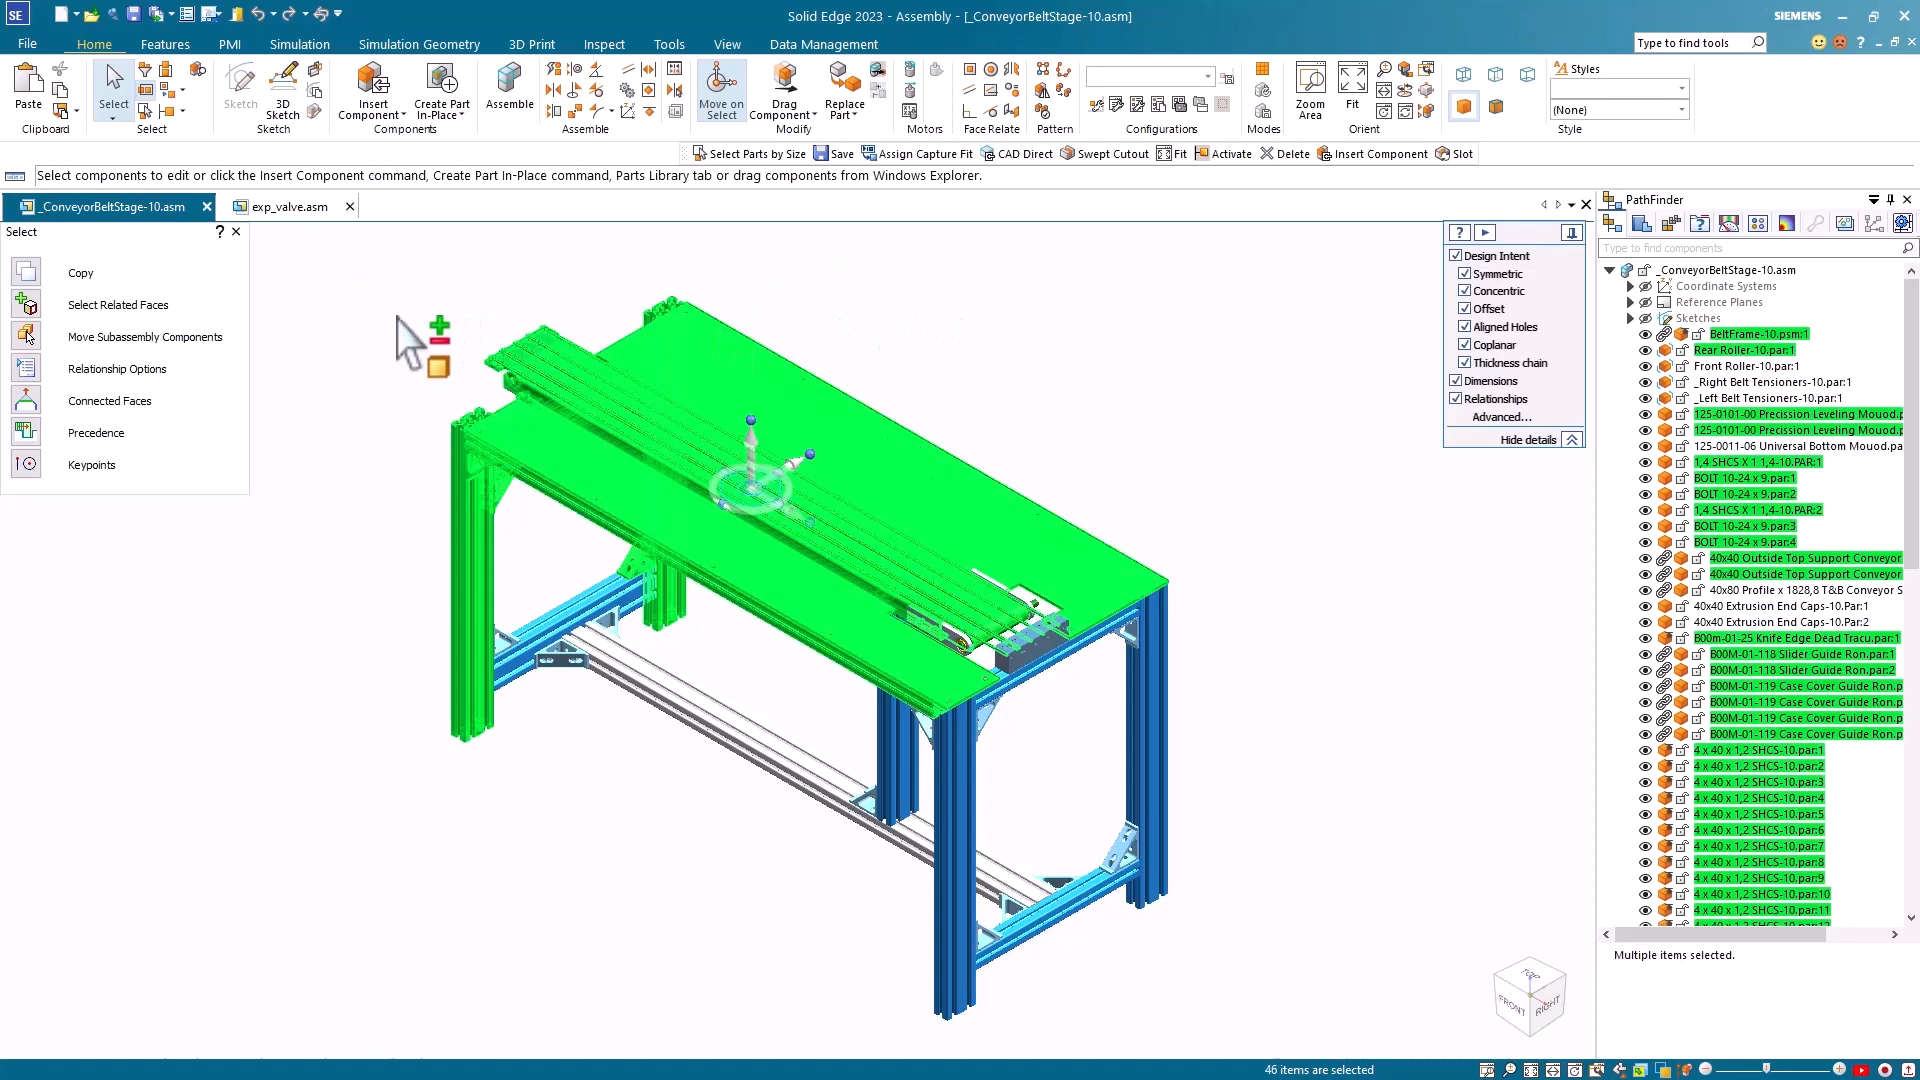 SE
Solid Edge 2023 - Assembly - [_ConveyorBeltStage-10.asm]
SIEMENS
File
Home
Features
PMI
Simulation
Simulation Geometry
3D Print
Inspect
Tools
View
Data Management
Type to find tools
Paste
Select
Sketch
3D Sketch
Insert Component
Create Part In-Place
Assemble
Move on Select
Drag Component
Replace Part
Zoom Area
Fit
Styles
(None)
Clipboard
Select
Sketch
Components
Assemble
Modify
Motors
Face Relate
Pattern
Configurations
Modes
Orient
Style
Select Parts by Size
Save
Assign Capture Fit
CAD Direct
Swept Cutout
Fit
Activate
Delete
Insert Component
Slot
Select components to edit or click the Insert Component command, Create Part In-Place command, Parts Library tab or drag components from Windows Explorer.
_ConveyorBeltStage-10.asm
exp_valve.asm
Select
Copy
Select Related Faces
Move Subassembly Components
Relationship Options
Connected Faces
Precedence
Keypoints
Design Intent
Symmetric
Concentric
Offset
Aligned Holes
Coplanar
Thickness chain
Dimensions
Relationships
Advanced...
Hide details
PathFinder
Type to find components
_ConveyorBeltStage-10.asm
Coordinate Systems
Reference Planes
Sketches
BeltFrame-10.psm:1
Rear Roller-10.par:1
Front Roller-10.par:1
_Right Belt Tensioners-10.par:1
_Left Belt Tensioners-10.par:1
125-0101-00 Precission Leveling Mouod.p
125-0101-00 Precission Leveling Mouod.p
125-0011-06 Universal Bottom Mouod.pa
1,4 SHCS X 1 1,4-10.PAR:1
BOLT 10-24 x 9.par:1
BOLT 10-24 x 9.par:2
1,4 SHCS X 1 1,4-10.PAR:2
BOLT 10-24 x 9.par:3
BOLT 10-24 x 9.par:4
40x40 Outside Top Support Conveyor
40x40 Outside Top Support Conveyor
40x80 Profile x 1828,8 T&B Conveyor S
40x40 Extrusion End Caps-10.Par:1
40x40 Extrusion End Caps-10.Par:2
B00m-01-25 Knife Edge Dead Tracu.par:1
B00M-01-118 Slider Guide Ron.par:1
B00M-01-118 Slider Guide Ron.par:2
B00M-01-119 Case Cover Guide Ron.p
B00M-01-119 Case Cover Guide Ron.p
B00M-01-119 Case Cover Guide Ron.p
B00M-01-119 Case Cover Guide Ron.p
4 x 40 x 1,2 SHCS-10.par:1
4 x 40 x 1,2 SHCS-10.par:2
4 x 40 x 1,2 SHCS-10.par:3
4 x 40 x 1,2 SHCS-10.par:4
4 x 40 x 1,2 SHCS-10.par:5
4 x 40 x 1,2 SHCS-10.par:6
4 x 40 x 1,2 SHCS-10.par:7
4 x 40 x 1,2 SHCS-10.par:8
4 x 40 x 1,2 SHCS-10.par:9
4 x 40 x 1,2 SHCS-10.par:10
4 x 40 x 1,2 SHCS-10.par:11
4 x 40 x 1,2 SHCS-10.par:12
Multiple items selected.
TOP
FRONT
RIGHT
46 items are selected